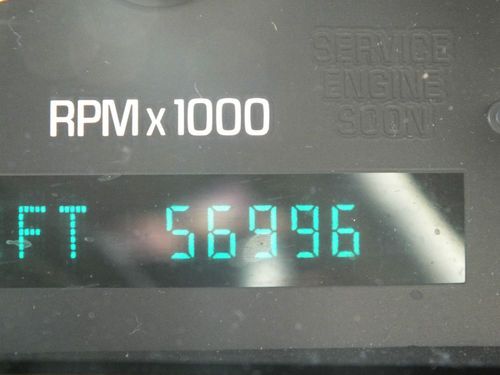 SERVICE
ENGINE
SOON
RPM x 1000
FT 56996